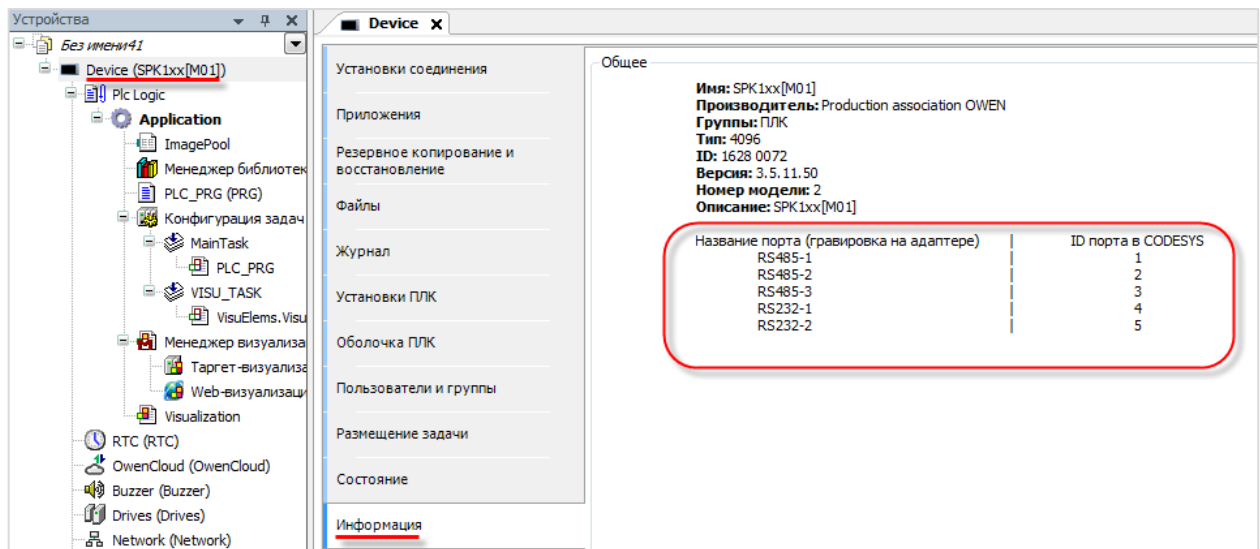 Устройства
Без имени41
Device (SPK1xx[M01])
Plc Logic
Application
ImagePool
Менеджер библиотек
PLC_PRG (PRG)
Конфигурация задач
MainTask
PLC_PRG
VISU_TASK
VisuElems.Visu
Менеджер визуализа
Таргет-визуализа
Web-визуализаци
Visualization
RTC (RTC)
OwenCloud (OwenCloud)
Buzzer (Buzzer)
Drives (Drives)
Network (Network)
Device
Установки соединения
Приложения
Резервное копирование и
восстановление
Файлы
Журнал
Установки ПЛК
Оболочка ПЛК
Пользователи и группы
Размещение задачи
Состояние
Информация
Общее
Имя: SPK1xx[M01]
Производитель: Production association OWEN
Группы: ПЛК
Тип: 4096
ID: 1628 0072
Версия: 3.5.11.50
Номер модели: 2
Описание: SPK1xx[M01]
Название порта (гравировка на адаптере) | ID порта в CODESYS
RS485-1 | 1
RS485-2 | 2
RS485-3 | 3
RS232-1 | 4
RS232-2 | 5